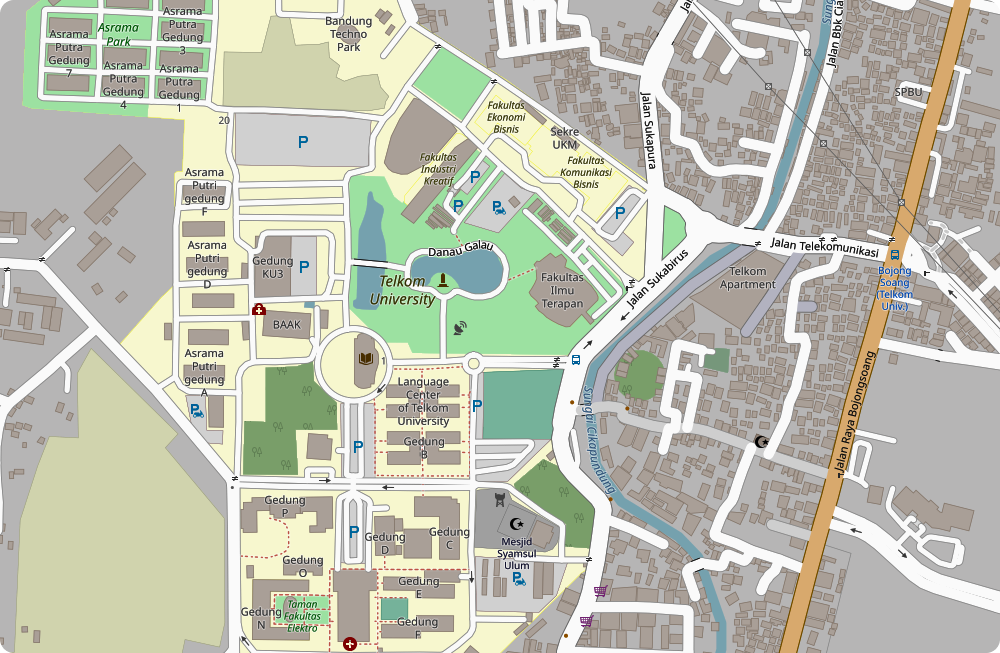 Asrama
Park
Asrama
Putra
Gedung
7
Asrama
Putra
Gedung
3
Asrama
Putra
Gedung
4
Asrama
Putra
Gedung
1
Bandung
Techno
Park
20
P
Fakultas
Ekonomi
Bisnis
Sekre
UKM
Fakultas
Komunikasi
Bisnis
Fakultas
Industri
Kreatif
P
P
P
P
Jalan Sukapura
Jalan Bbk Cia
SPBU
Asrama
Putri
gedung
F
Asrama
Putri
gedung
D
Gedung
KU3
P
Danau Galau
Telkom
University
Fakultas
Ilmu
Terapan
Jalan Sukabirus
Jalan Telekomunikasi
Telkom
Apartment
Bojong
Soang
(Telkom
Univ.)
BAAK
1
Asrama
Putri
gedung
A
P
Language
Center
of Telkom
University
Gedung
B
P
P
Sungai Cikapundung
Jalan Raya Bojongsoang
Gedung
P
P
Gedung
D
Gedung
C
Mesjid
Syamsul
Ulum
P
Gedung
O
Gedung
E
Gedung
N
Taman
Fakultas
Elektro
Gedung
F